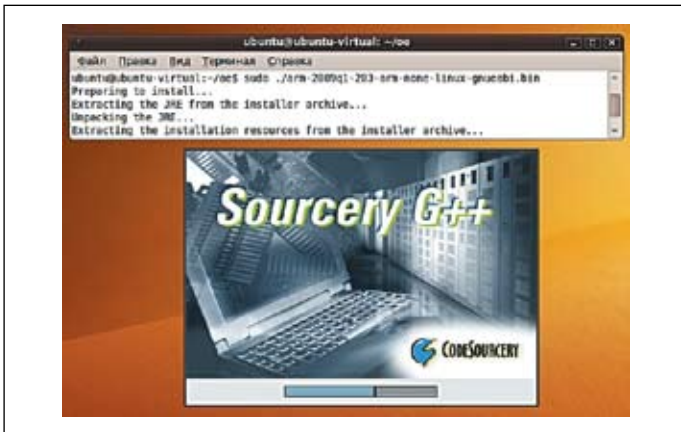 ubuntu@ubuntu-virtual: ~/oe
Файл Правка Вид Терминал Справка
ubuntu@ubuntu-virtual:~/oe$ sudo ./arm-2009q1-203-arm-none-linux-gnueabi.bin
Preparing to install...
Extracting the JRE from the installer archive...
Unpacking the JRE...
Extracting the installation resources from the installer archive...
Sourcery G++
CODESOURCERY